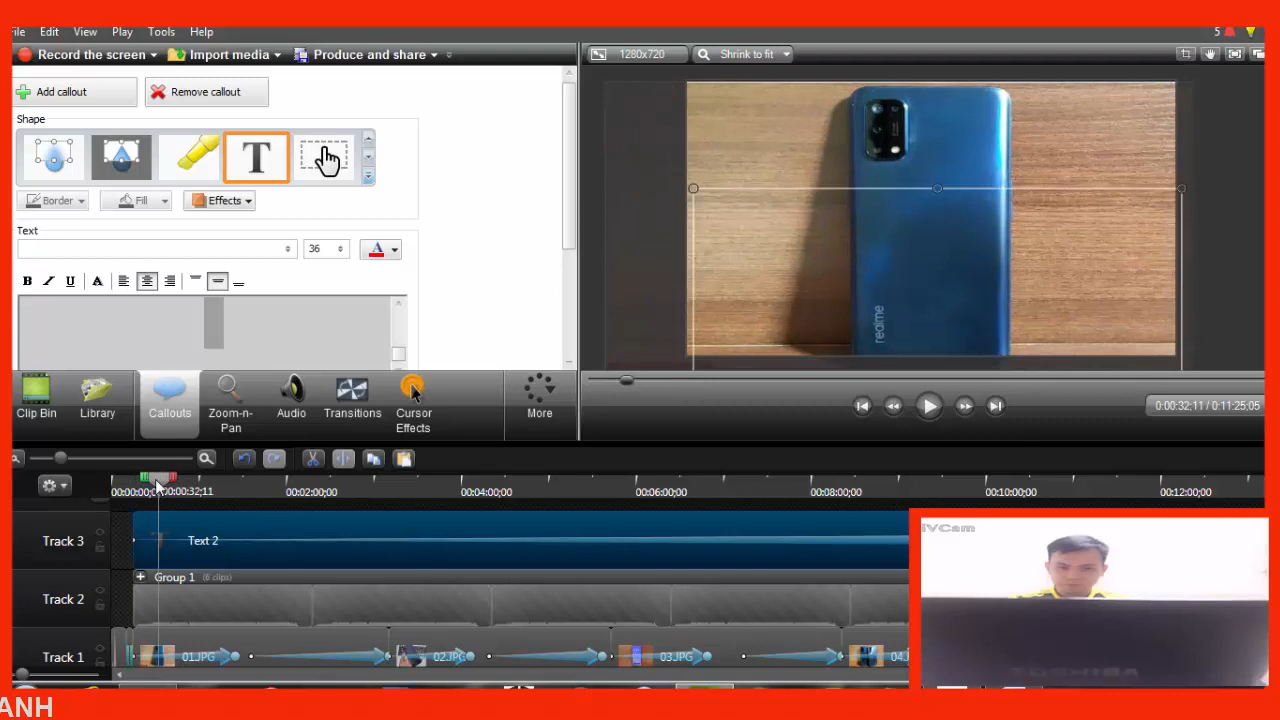 File Edit View Play Tools Help
5
Record the screen Import media Produce and share
1280x720 Shrink to fit
Add callout Remove callout
Shape
T
Border Fill Effects
Text
36 A
B I U A
realme
Clip Bin Library Callouts Zoom-n-Pan Audio Transitions Cursor Effects More
0:00:32;11 / 0:11:25;05
00:00:32;11 00:02:00;00 00:04:00;00 00:06:00;00 00:08:00;00 00:10:00;00 00:12:00;00
Track 3 Text 2
Group 1 (6 clips)
Track 2
Track 1 01.JPG 02.JPG 03.JPG 04.J
iVCam
TOSHIBA
ANH